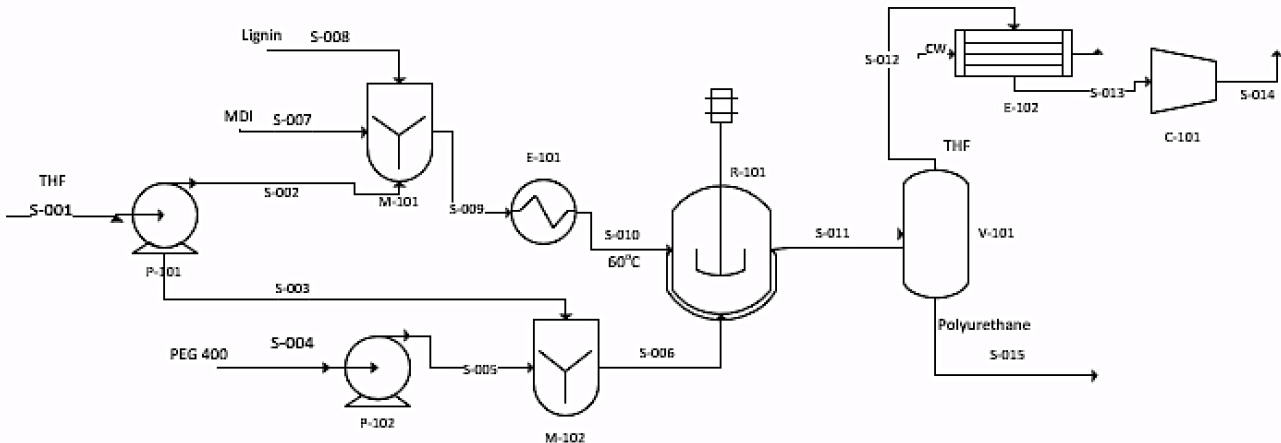 Lignin
S-008
MDI
S-007
THF
S-001
P-101
S-002
M-101
S-009
E-101
S-010
60°C
S-003
PEG 400
S-004
P-102
S-005
M-102
S-006
R-101
S-011
V-101
THF
S-012
CW
E-102
S-013
C-101
S-014
Polyurethane
S-015